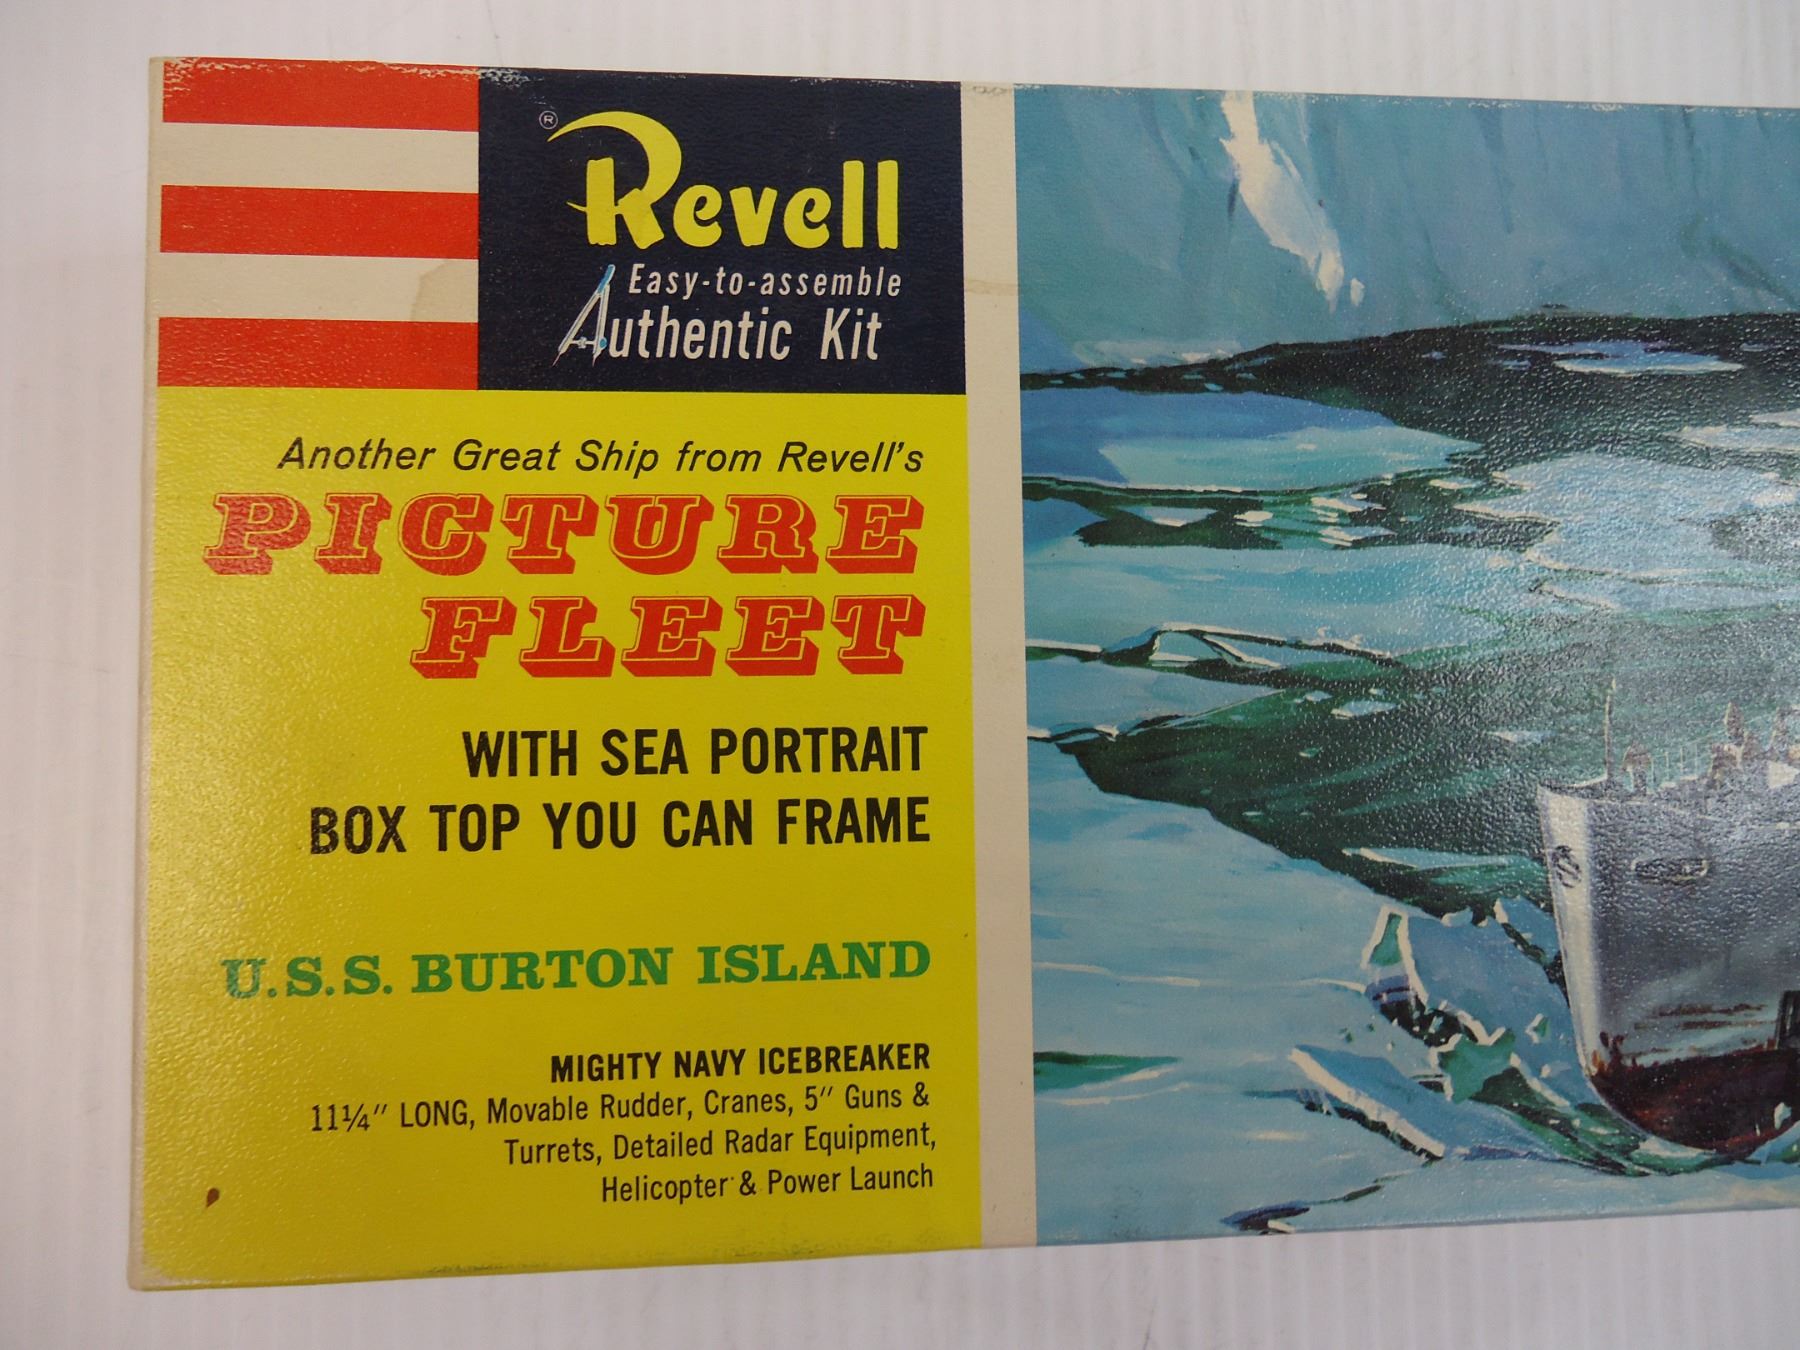 ® Revell
Easy-to-assemble
Authentic Kit
Another Great Ship from Revell's
PICTURE
FLEET
WITH SEA PORTRAIT
BOX TOP YOU CAN FRAME
U.S.S. BURTON ISLAND
MIGHTY NAVY ICEBREAKER
11¼" LONG, Movable Rudder, Cranes, 5" Guns &
Turrets, Detailed Radar Equipment,
Helicopter & Power Launch